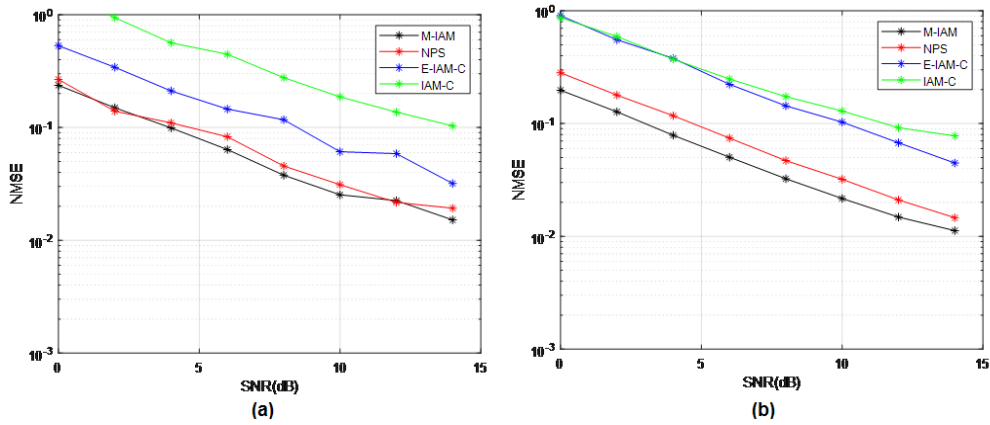 10^0
10^-1
10^-2
10^-3
NMSE
0
5
10
15
SNR(dB)
M-IAM
NPS
E-IAM-C
IAM-C
(a)
10^0
10^-1
10^-2
10^-3
NMSE
0
5
10
15
SNR(dB)
M-IAM
NPS
E-IAM-C
IAM-C
(b)